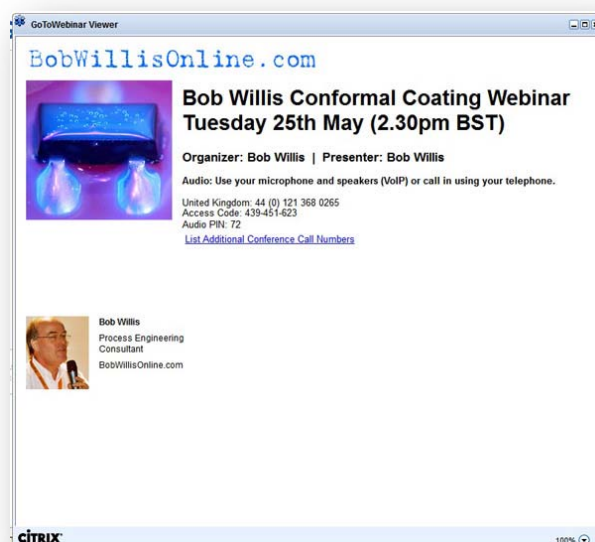 GoToWebinar Viewer
BobWillisOnline.com
Bob Willis Conformal Coating Webinar
Tuesday 25th May (2.30pm BST)
Organizer: Bob Willis | Presenter: Bob Willis
Audio: Use your microphone and speakers (VoIP) or call in using your telephone.
United Kingdom: 44 (0) 121 368 0265
Access Code: 439-451-623
Audio PIN: 72
List Additional Conference Call Numbers
Bob Willis
Process Engineering
Consultant
BobWillisOnline.com
CİTRIX
100%